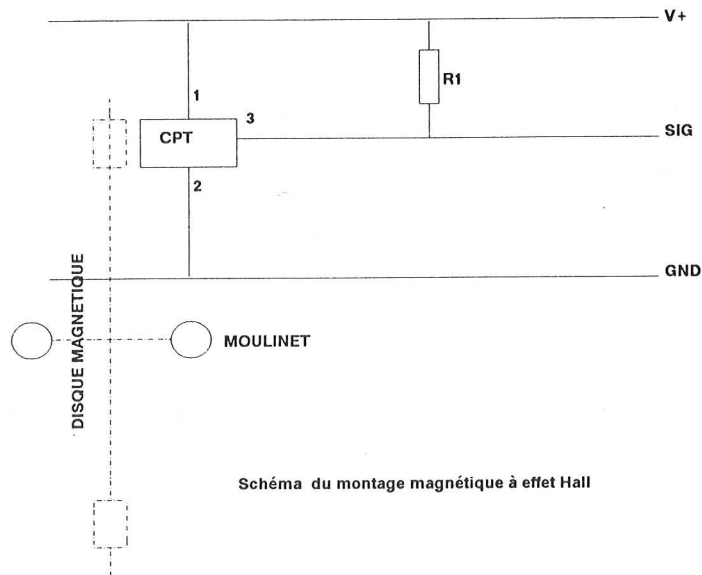 V+
R1
1
3
CPT
SIG
2
GND
DISQUE MAGNETIQUE
MOULINET
Schéma du montage magnétique à effet Hall